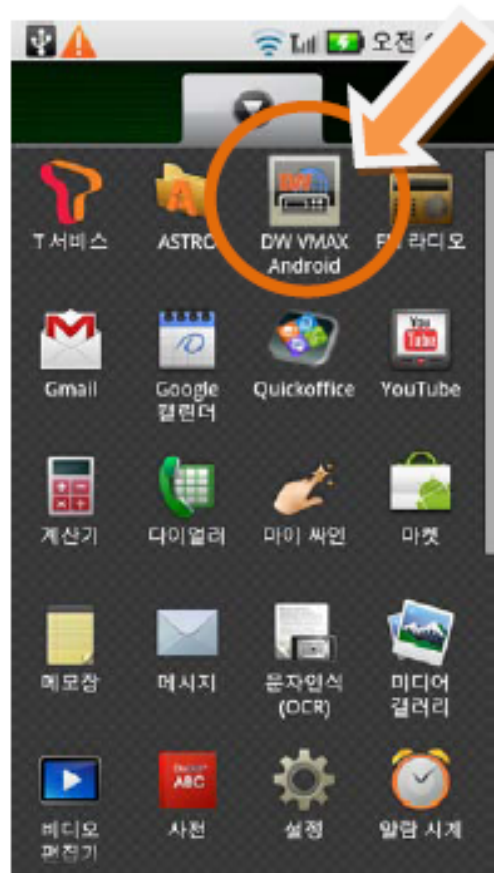 오전
T 서비스
ASTRO
DW VMAX
Android
라디오
Gmail
Google
캘린더
Quickoffice
You
Tube
YouTube
계산기
다이얼러
마이 싸인
마켓
메모장
메시지
문자인식
(OCR)
미디어
갤러리
비디오
편집기
ABC
사전
설정
알람 시계